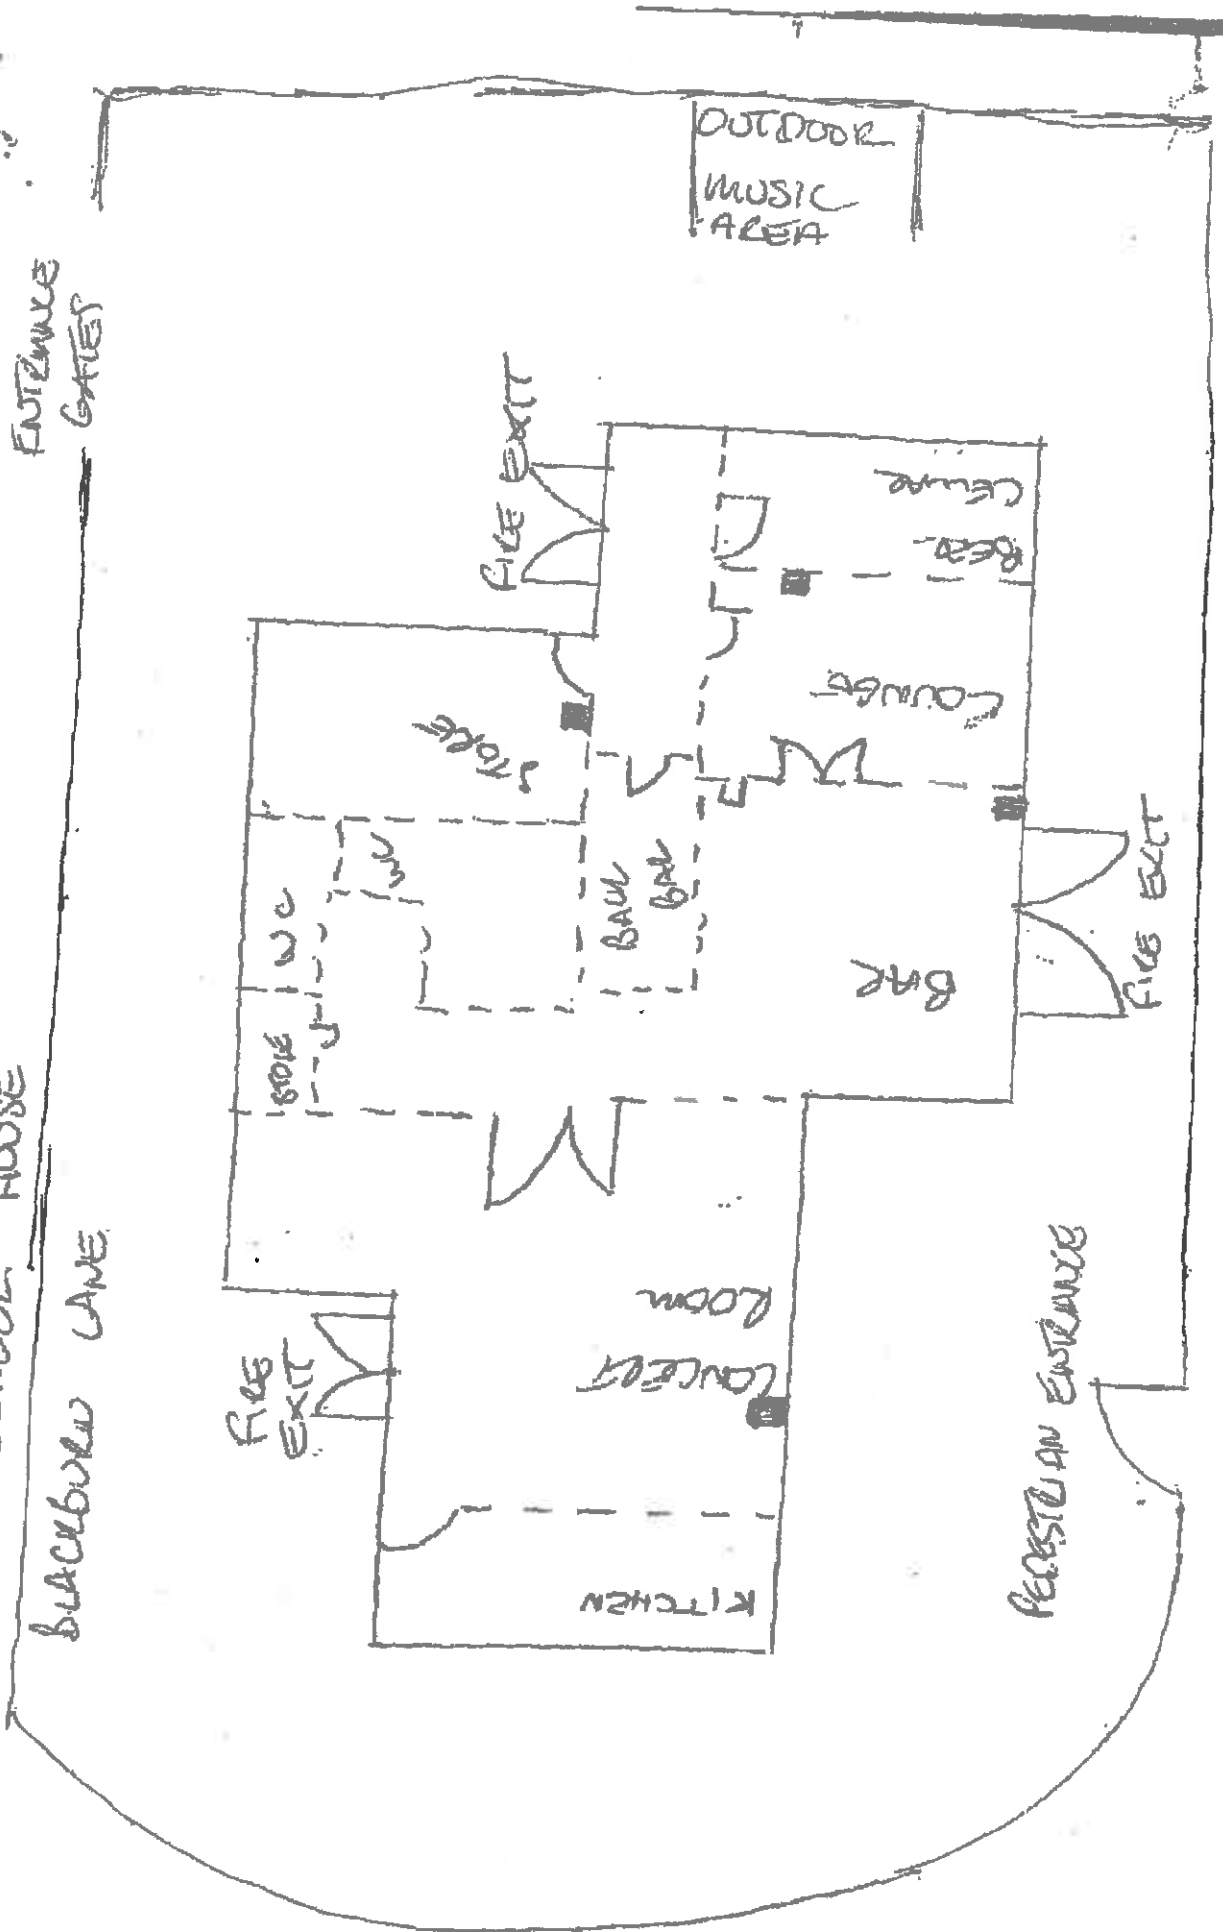 ENTRANCE
GATES
OUTDOOR
MUSIC
AREA
HOUSE
BLACKBURN LANE
FIRE EXIT
STORE
WC
WC
STORE
BACK
BAR
BEER
CELLAR
LOUNGE
BAR
FIRE EXIT
FIRE
EXIT
CONCERT
ROOM
KITCHEN
PEDESTRIAN ENTRANCE